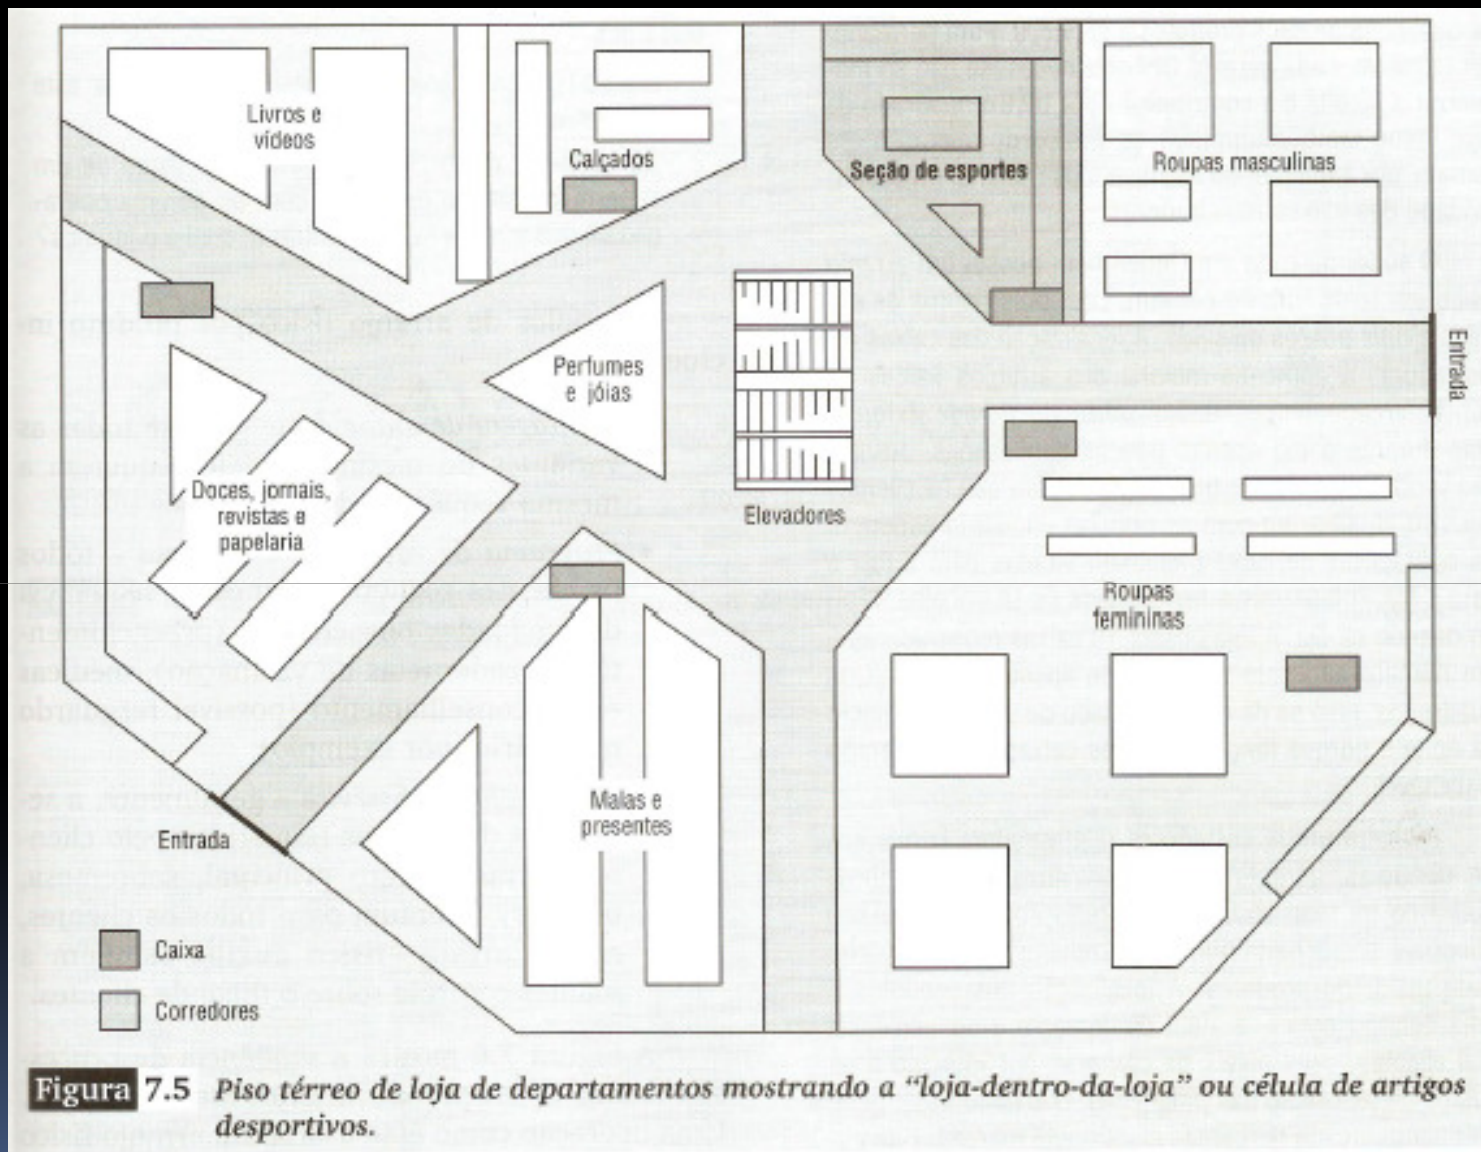 Livros e
vídeos
Calçados
Seção de esportes
Roupas masculinas
Perfumes
e jóias
Entrada
Doces, jornais,
revistas e
papelaria
Elevadores
Roupas
femininas
Malas e
presentes
Entrada
Caixa
Corredores
Figura 7.5 Piso térreo de loja de departamentos mostrando a “loja-dentro-da-loja” ou célula de artigos
desportivos.